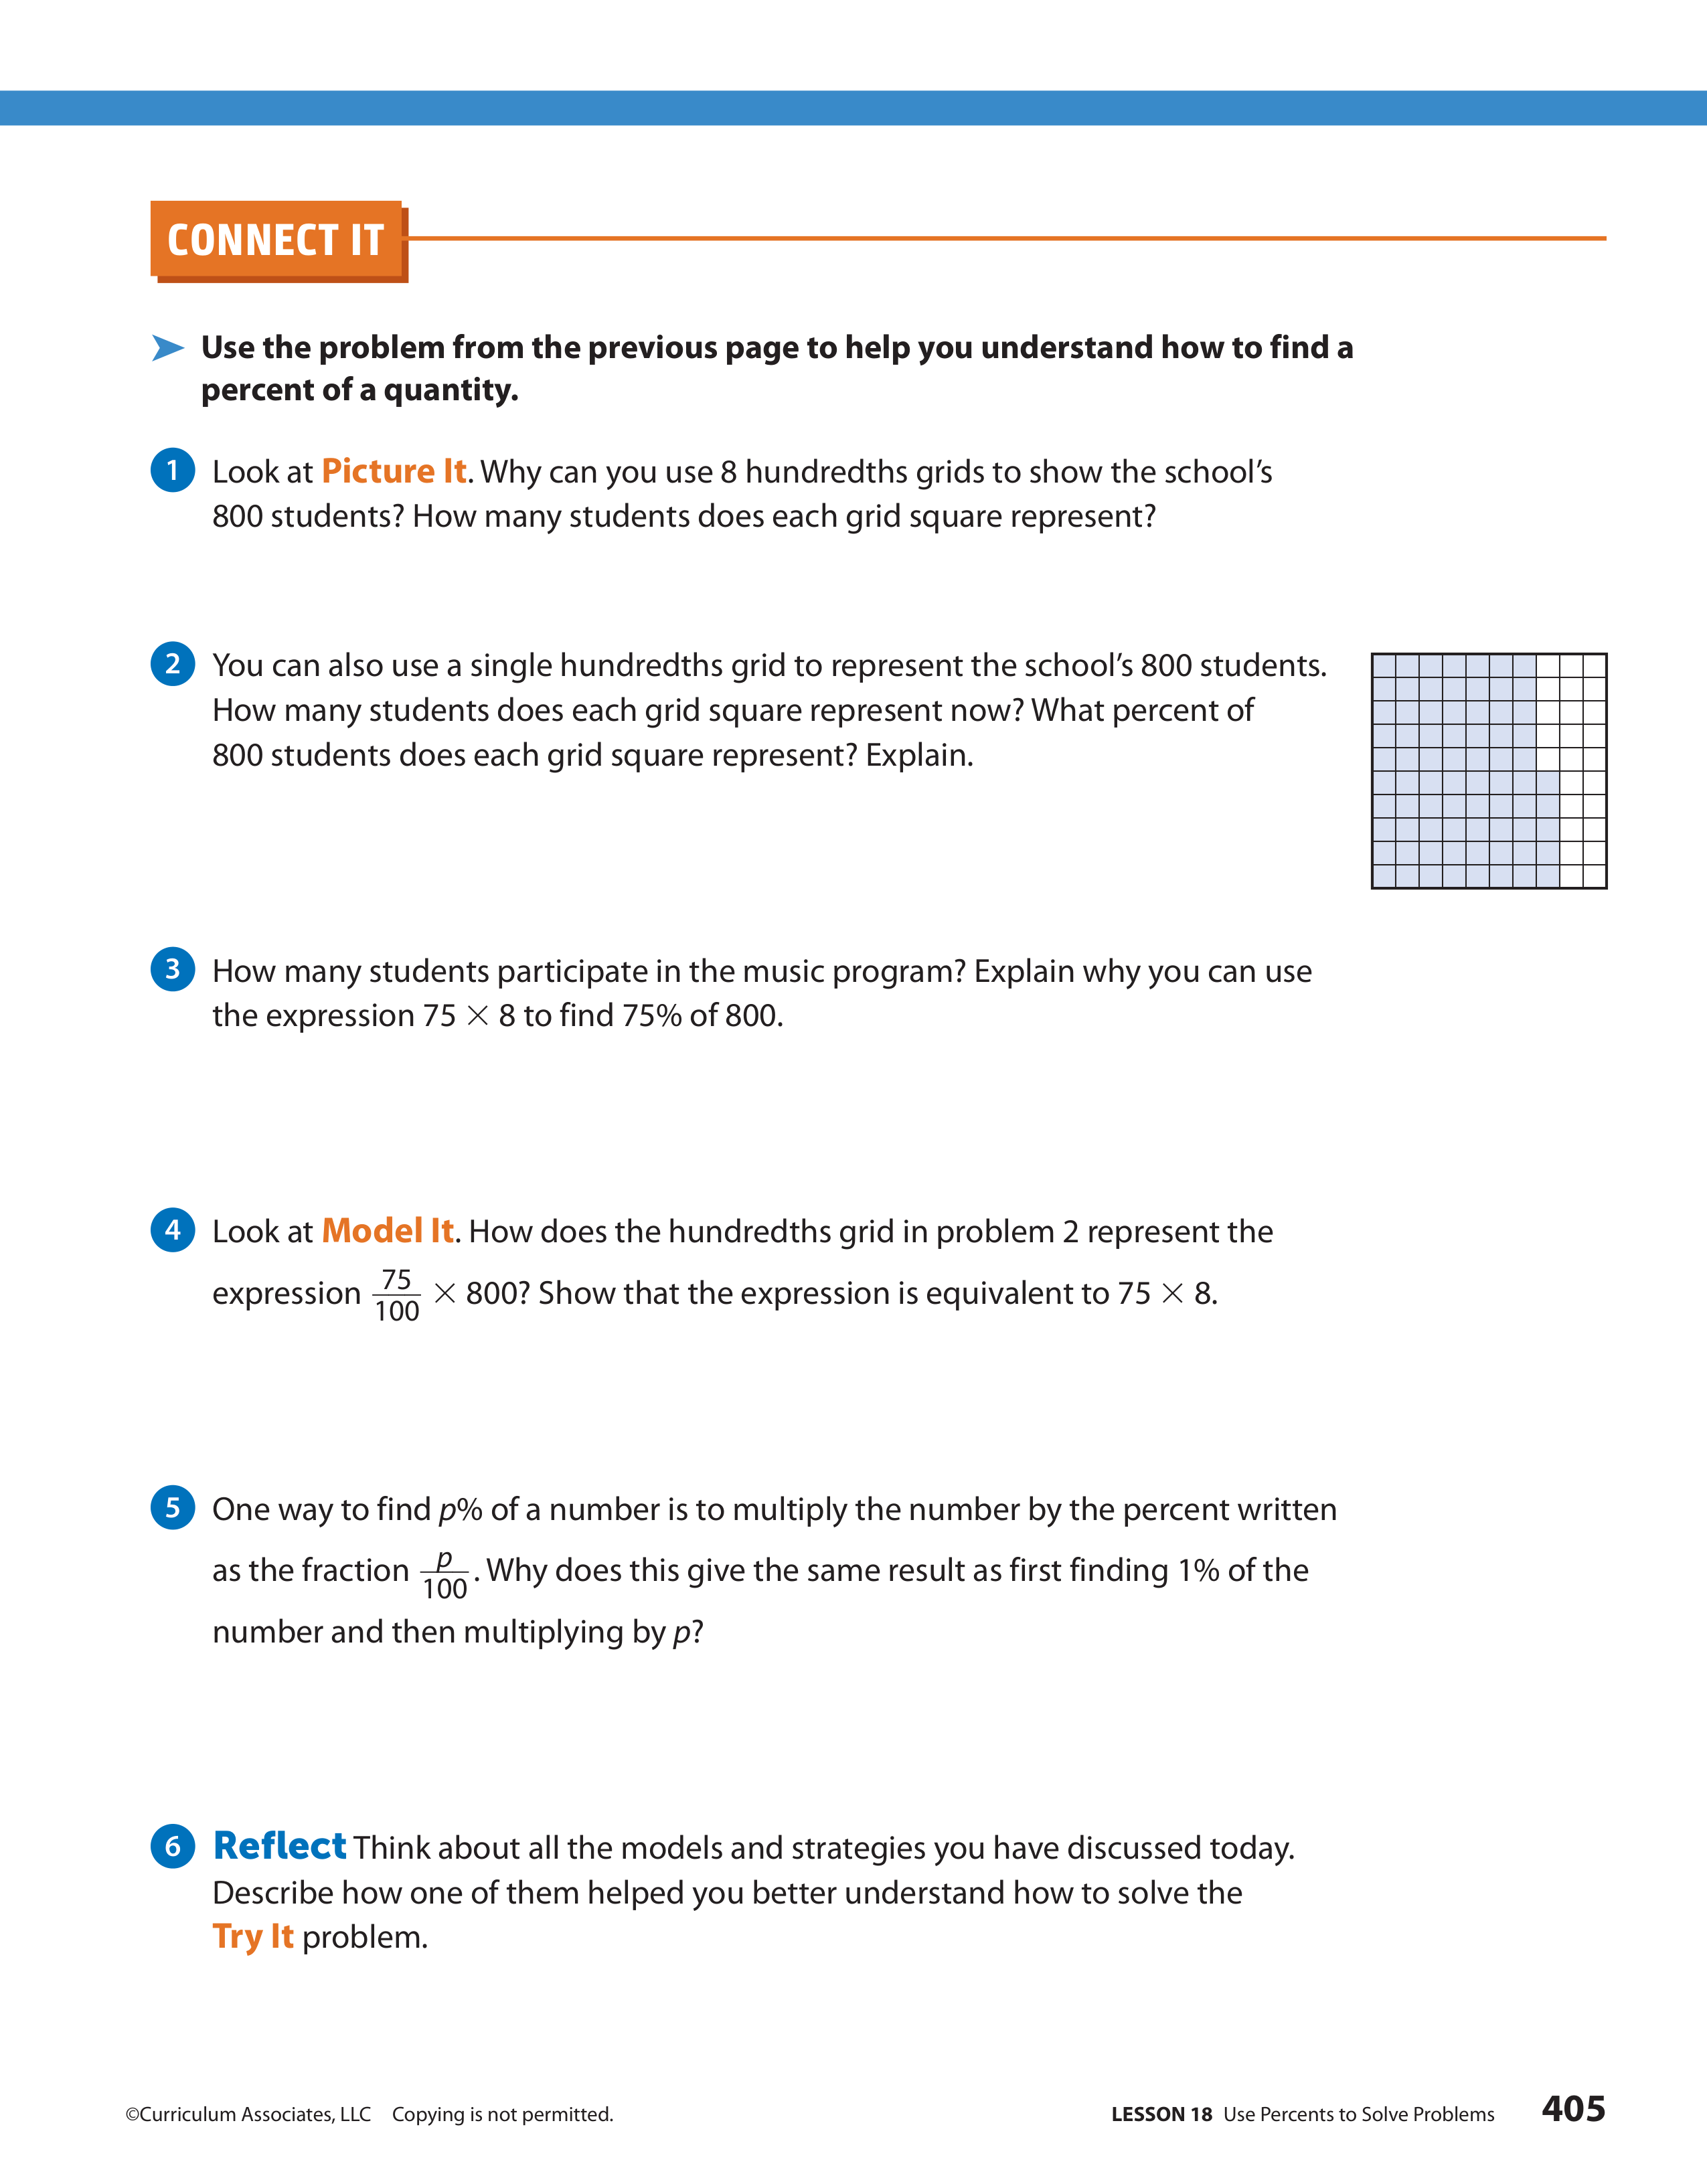 CONNECT IT
Use the problem from the previous page to help you understand how to find a
percent of a quantity.
1 Look at Picture It. Why can you use 8 hundredths grids to show the school’s
800 students? How many students does each grid square represent?
2 You can also use a single hundredths grid to represent the school’s 800 students.
How many students does each grid square represent now? What percent of
800 students does each grid square represent? Explain.
3 How many students participate in the music program? Explain why you can use
the expression 75 × 8 to find 75% of 800.
4 Look at Model It. How does the hundredths grid in problem 2 represent the
expression 75/100 × 800? Show that the expression is equivalent to 75 × 8.
5 One way to find p% of a number is to multiply the number by the percent written
as the fraction p/100. Why does this give the same result as first finding 1% of the
number and then multiplying by p?
6 Reflect Think about all the models and strategies you have discussed today.
Describe how one of them helped you better understand how to solve the
Try It problem.
©Curriculum Associates, LLC Copying is not permitted. LESSON 18 Use Percents to Solve Problems 405